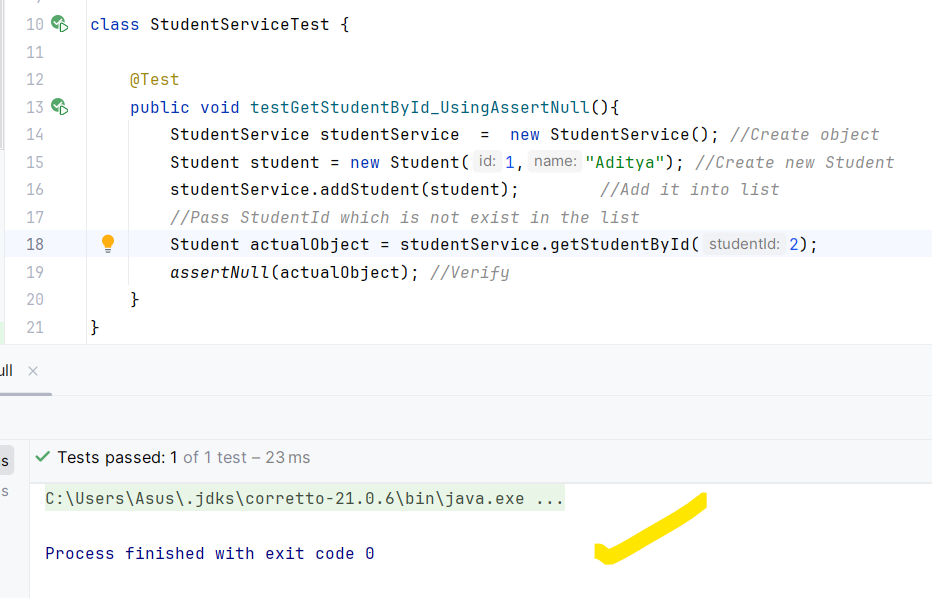 10 class StudentServiceTest {
11
12 @Test
13 public void testGetStudentById_UsingAssertNull(){
14 StudentService studentService  =  new StudentService(); //Create object
15 Student student = new Student( id: 1, name: "Aditya"); //Create new Student
16 studentService.addStudent(student);        //Add it into list
17 //Pass StudentId which is not exist in the list
18 Student actualObject = studentService.getStudentById( studentId: 2);
19 assertNull(actualObject); //Verify
20 }
21 }
ull ×
s
Tests passed: 1 of 1 test – 23 ms
s
C:\Users\Asus\.jdks\corretto-21.0.6\bin\java.exe ...
Process finished with exit code 0